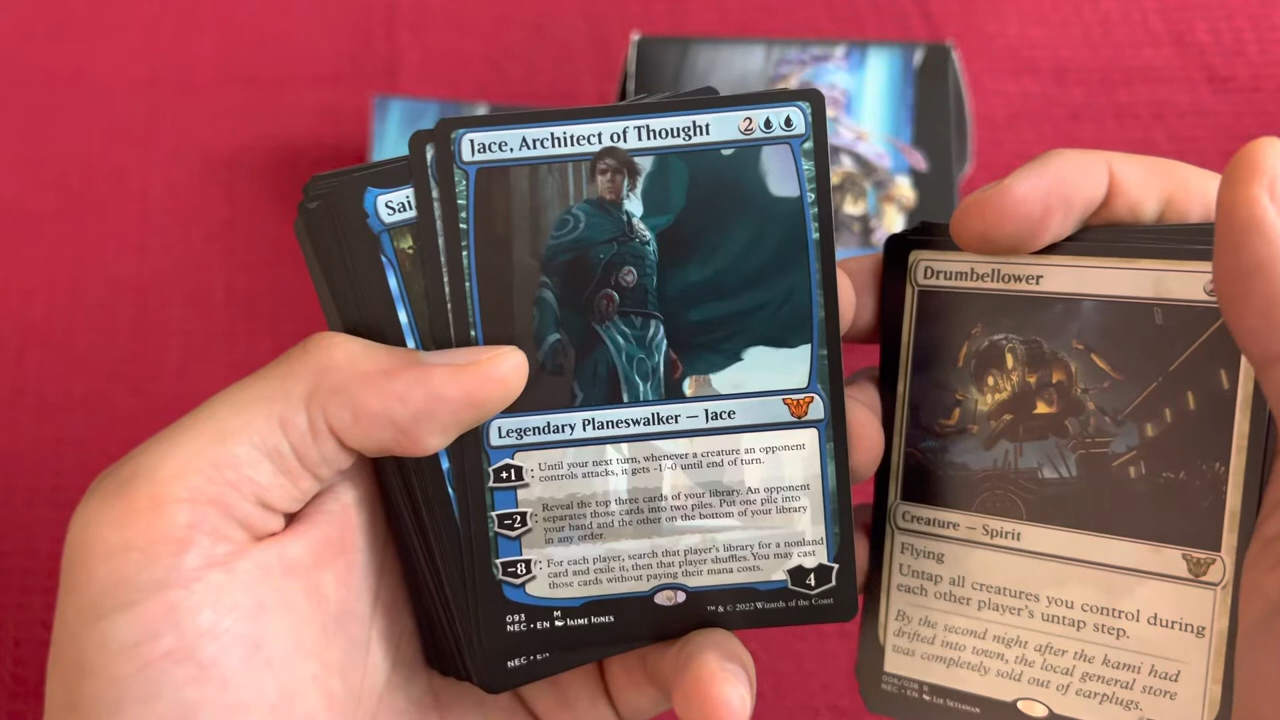 Jace, Architect of Thought 2
Sai
Legendary Planeswalker — Jace
+1: Until your next turn, whenever a creature an opponent
controls attacks, it gets -1/-0 until end of turn.
-2: Reveal the top three cards of your library. An opponent
separates those cards into two piles. Put one pile into
your hand and the other on the bottom of your library
in any order.
-8: For each player, search that player's library for a nonland
card and exile it, then that player shuffles. You may cast
those cards without paying their mana costs.
4
093 M
NEC • EN Jaime Jones
™ & © 2022 Wizards of the Coast
NEC • EN
Drumbellower
Creature — Spirit
Flying
Untap all creatures you control during
each other player's untap step.
By the second night after the kami had
drifted into town, the local general store
was completely sold out of earplugs.
006/038 R
NEC • EN Lie Setiawan